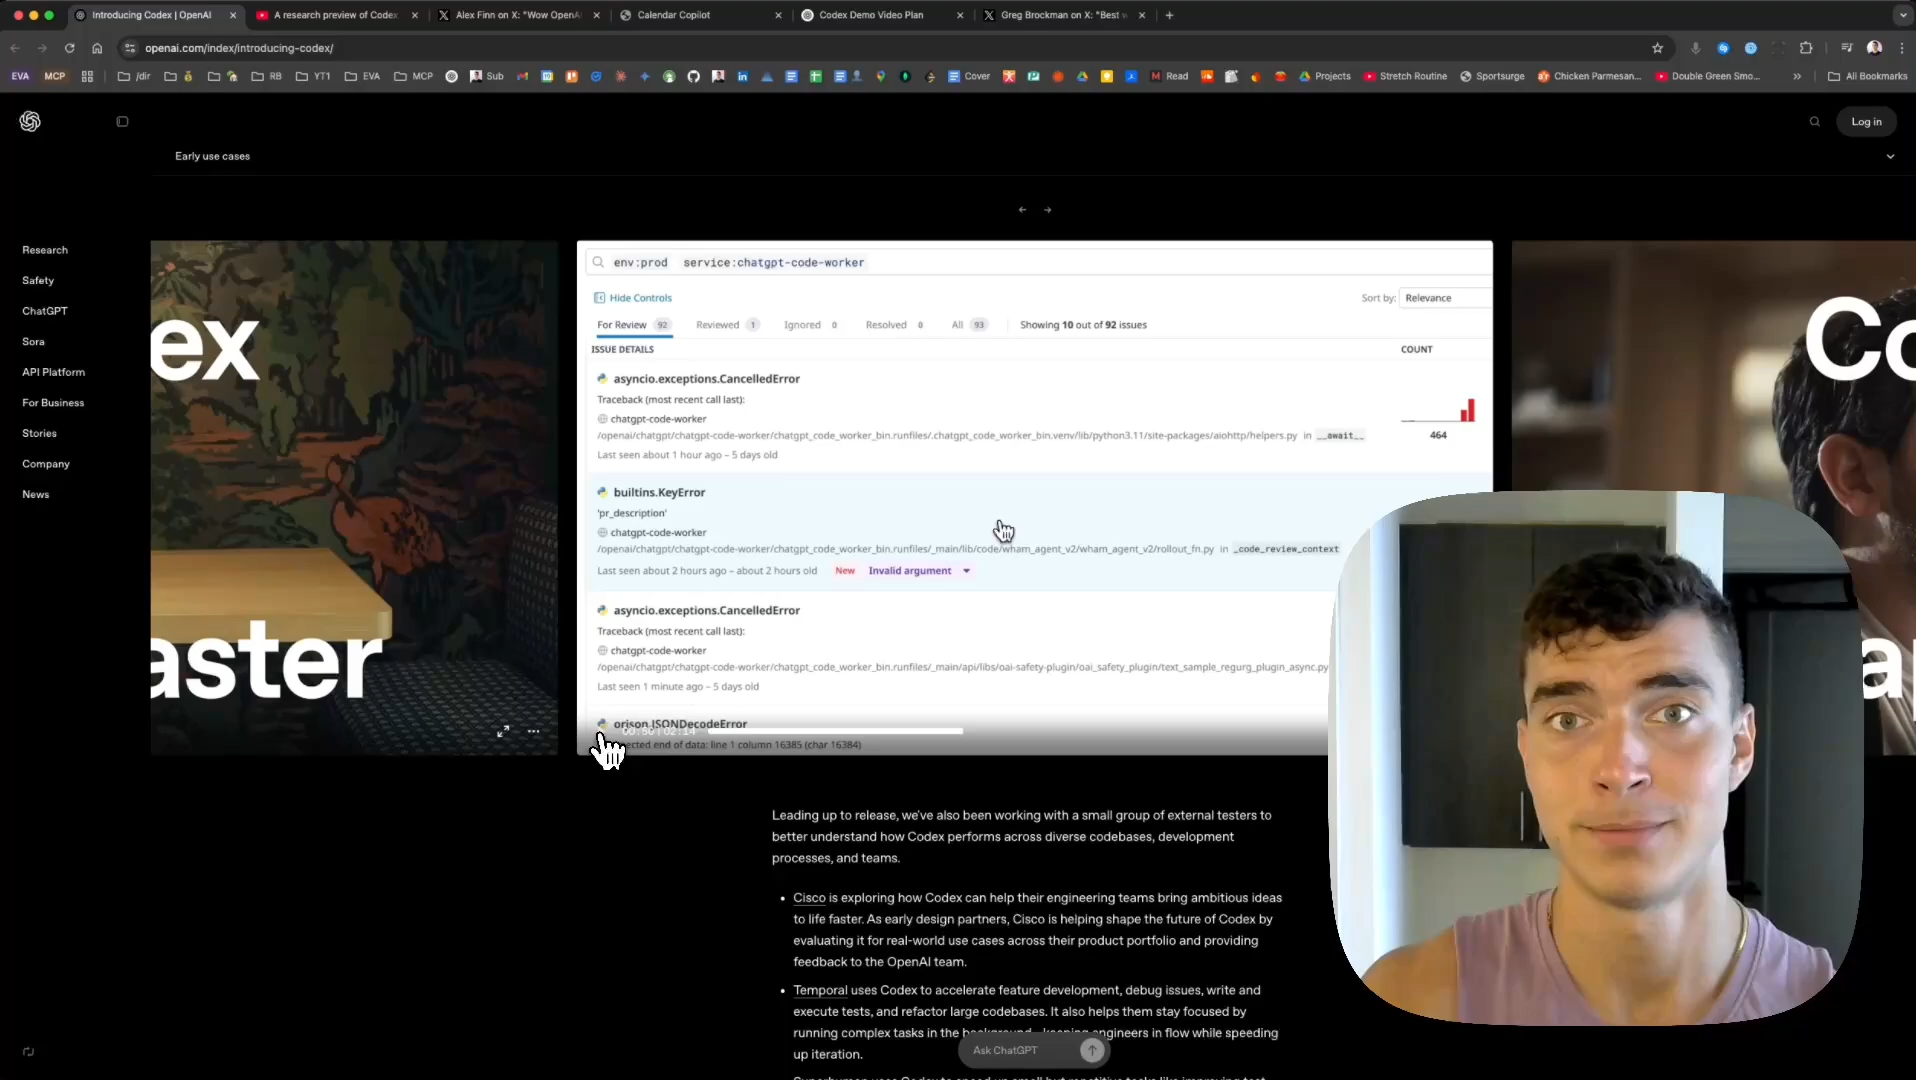 Introducing Codex | OpenAI
A research preview of Codex
Alex Finn on X: "Wow OpenA
Calendar Copilot
Codex Demo Video Plan
Greg Brockman on X: "Best w
openai.com/index/introducing-codex/
EVA
MCP
/dir
RB
YT1
EVA
MCP
Sub
Cover
Read
Projects
Stretch Routine
Sportsurge
Chicken Parmesan...
Double Green Smo...
All Bookmarks
Log in
Early use cases
Research
Safety
ChatGPT
Sora
API Platform
For Business
Stories
Company
News
ex
aster
env:prod service:chatgpt-code-worker
Hide Controls
Sort by: Relevance
For Review 92 Reviewed 1 Ignored 0 Resolved 0 All 93 Showing 10 out of 92 issues
ISSUE DETAILS COUNT
asyncio.exceptions.CancelledError
Traceback (most recent call last):
chatgpt-code-worker
/openai/chatgpt/chatgpt-code-worker/chatgpt_code_worker_bin.runfiles/.chatgpt_code_worker_bin.venv/lib/python3.11/site-packages/aiohttp/helpers.py in __await__
464
Last seen about 1 hour ago – 5 days old
builtins.KeyError
'pr_description'
chatgpt-code-worker
/openai/chatgpt/chatgpt-code-worker/chatgpt_code_worker_bin.runfiles/_main/lib/code/wham_agent_v2/wham_agent_v2/rollout_fn.py in _code_review_context
Last seen about 2 hours ago – about 2 hours old New Invalid argument
asyncio.exceptions.CancelledError
Traceback (most recent call last):
chatgpt-code-worker
/openai/chatgpt/chatgpt-code-worker/chatgpt_code_worker_bin.runfiles/_main/api/libs/oai-safety-plugin/oai_safety_plugin/text_sample_regurg_plugin_async.py
Last seen 1 minute ago – 5 days old
orjson.JSONDecodeError
00:50 | 02:14
ected end of data: line 1 column 16385 (char 16384)
Co
a
Leading up to release, we've also been working with a small group of external testers to
better understand how Codex performs across diverse codebases, development
processes, and teams.
• Cisco is exploring how Codex can help their engineering teams bring ambitious ideas
to life faster. As early design partners, Cisco is helping shape the future of Codex by
evaluating it for real-world use cases across their product portfolio and providing
feedback to the OpenAI team.
• Temporal uses Codex to accelerate feature development, debug issues, write and
execute tests, and refactor large codebases. It also helps them stay focused by
running complex tasks in the background—keeping engineers in flow while speeding
up iteration.
Ask ChatGPT